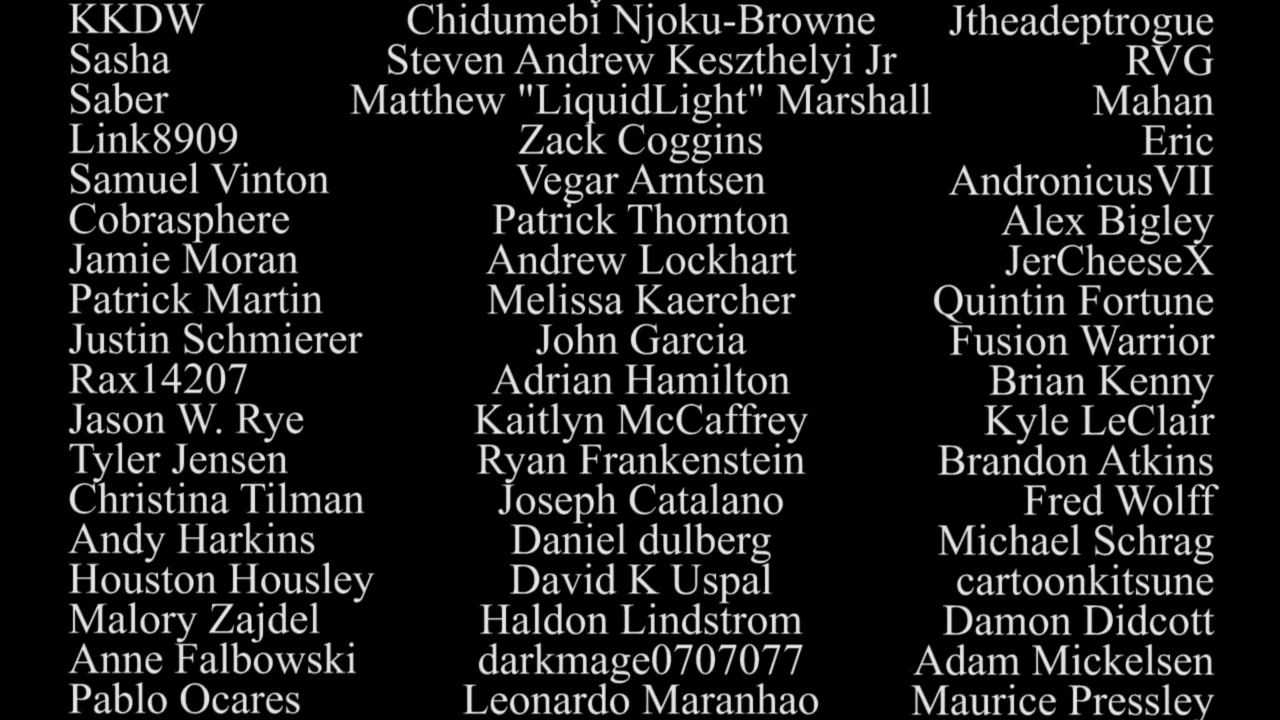 KKDW Chidumebi Njoku-Browne Jtheadeptrogue
Sasha Steven Andrew Keszthelyi Jr RVG
Saber Matthew "LiquidLight" Marshall Mahan
Link8909 Zack Coggins Eric
Samuel Vinton Vegar Arntsen AndronicusVII
Cobrasphere Patrick Thornton Alex Bigley
Jamie Moran Andrew Lockhart JerCheeseX
Patrick Martin Melissa Kaercher Quintin Fortune
Justin Schmierer John Garcia Fusion Warrior
Rax14207 Adrian Hamilton Brian Kenny
Jason W. Rye Kaitlyn McCaffrey Kyle LeClair
Tyler Jensen Ryan Frankenstein Brandon Atkins
Christina Tilman Joseph Catalano Fred Wolff
Andy Harkins Daniel dulberg Michael Schrag
Houston Housley David K Uspal cartoonkitsune
Malory Zajdel Haldon Lindstrom Damon Didcott
Anne Falbowski darkmage0707077 Adam Mickelsen
Pablo Ocares Leonardo Maranhao Maurice Pressley